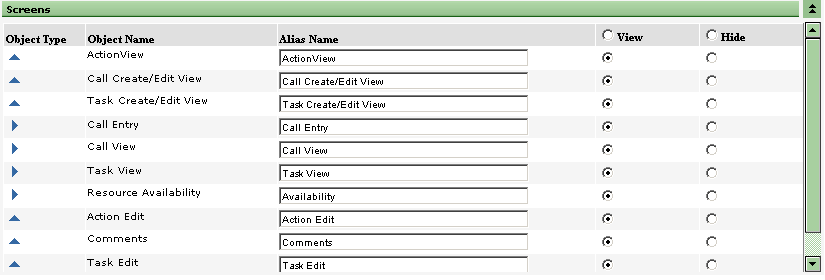 Screens
Object Type Object Name Alias Name View Hide
ActionView ActionView
Call Create/Edit View Call Create/Edit View
Task Create/Edit View Task Create/Edit View
Call Entry Call Entry
Call View Call View
Task View Task View
Resource Availability Availability
Action Edit Action Edit
Comments Comments
Task Edit Task Edit